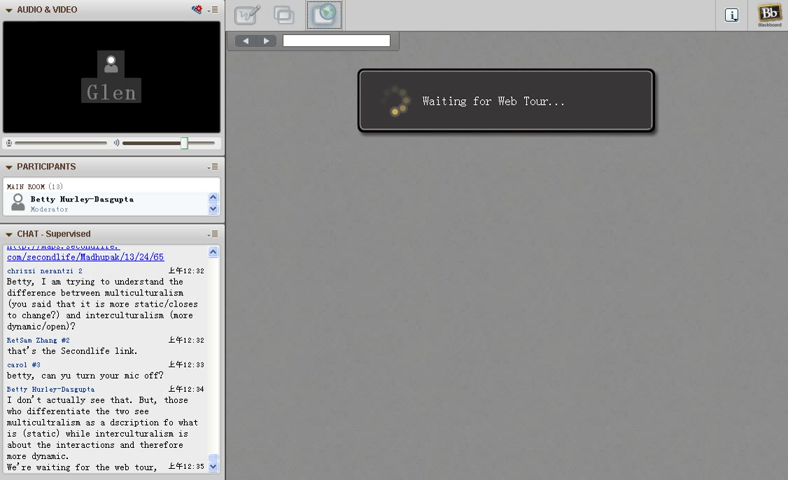 AUDIO & VIDEO
Glen
PARTICIPANTS
MAIN ROOM (13)
Betty Hurley-Dasgupta
Moderator
CHAT - Supervised
http://maps.secondlife.
com/secondlife/Madhupak/13/24/65
chrissi nerantzi 2 上午12:32
Betty, I am trying to understand the
difference betrween multiculturalism
(you said that it is more static/closes
to change?) and interculturalism (more
dynamic/open)?
RetSam Zhang #2 上午12:32
that's the Secondlife link.
carol #3 上午12:33
betty, can yu turn your mic off?
Betty Hurley-Dasgupta 上午12:34
I don't actually see that. But, those
who differentiate the two see
multicultralism as a dscription fo what
is (static) while interculturalism is
about the interactions and therefore
more dynamic.
We're waiting for the web tour, 上午12:35
Waiting for Web Tour...
Bb
Blackboard